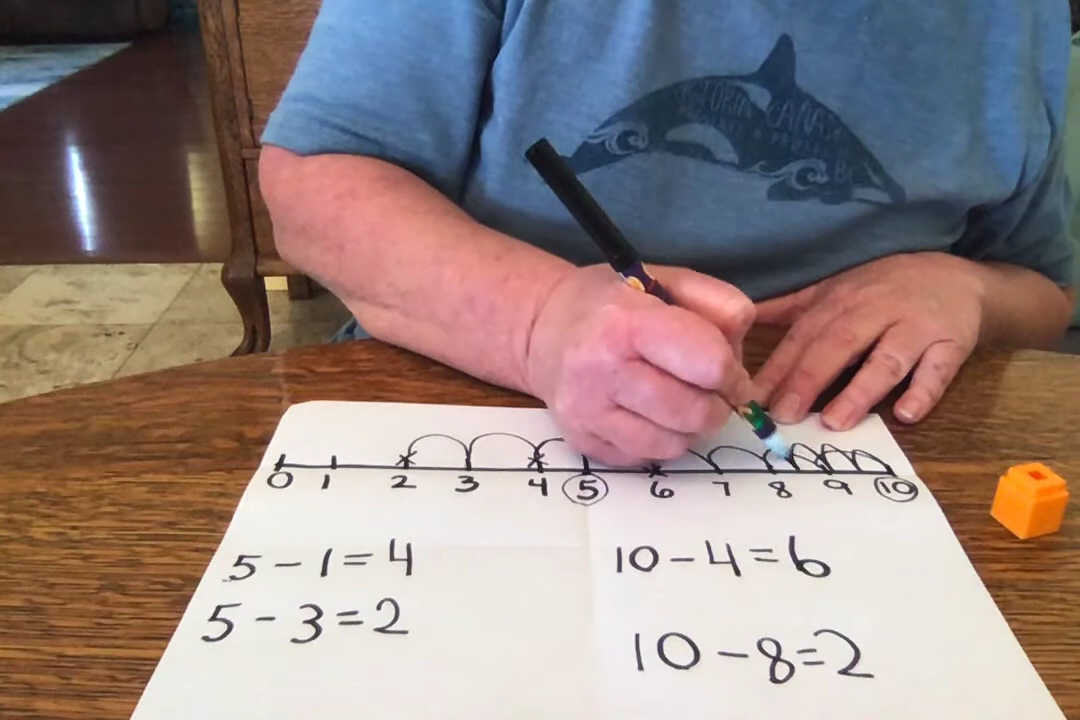 CANADA
0 1 2 3 4 5 6 7 8 9 10
5 - 1 = 4
10 - 4 = 6
5 - 3 = 2
10 - 8 = 2